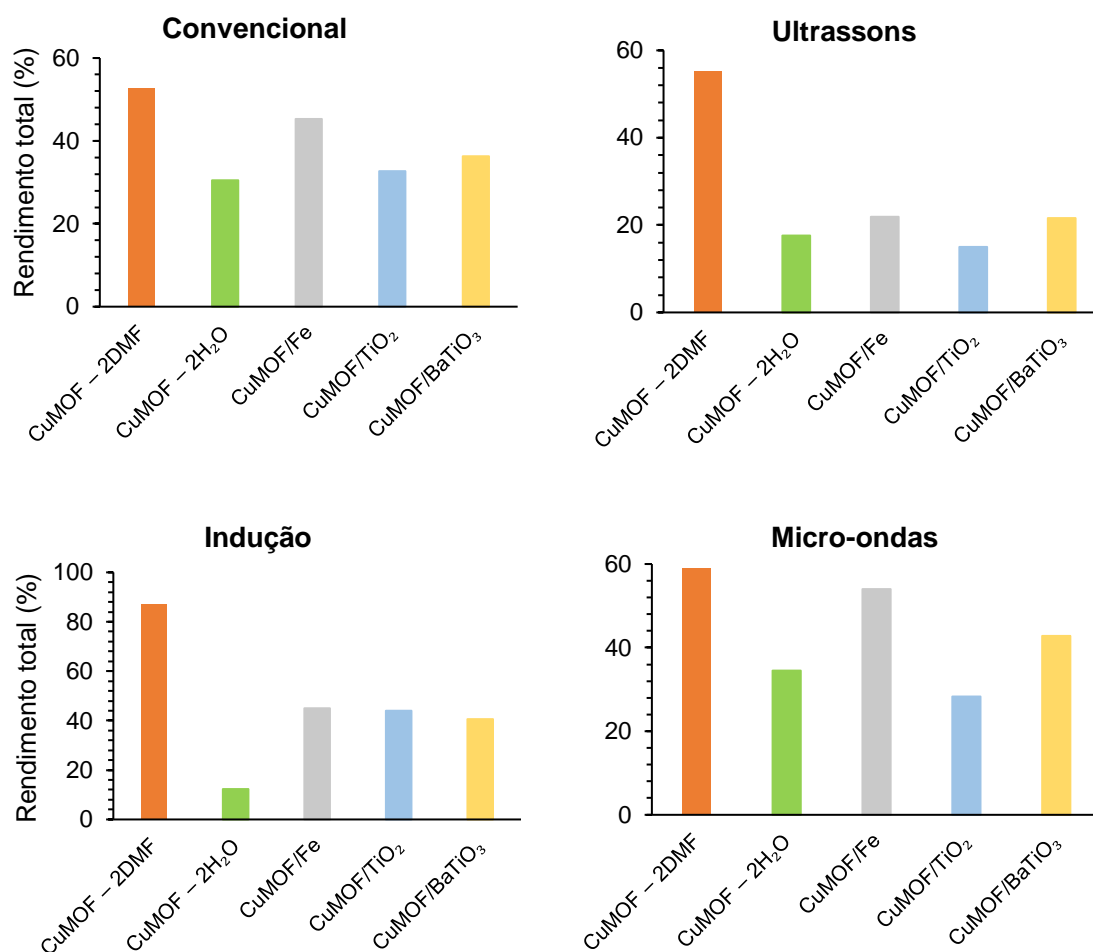 Convencional
Rendimento total (%)
60
40
20
0
CuMOF – 2DMF
CuMOF – 2H₂O
CuMOF/Fe
CuMOF/TiO₂
CuMOF/BaTiO₃
Ultrassons
60
40
20
0
CuMOF – 2DMF
CuMOF – 2H₂O
CuMOF/Fe
CuMOF/TiO₂
CuMOF/BaTiO₃
Indução
Rendimento total (%)
100
80
60
40
20
0
CuMOF – 2DMF
CuMOF – 2H₂O
CuMOF/Fe
CuMOF/TiO₂
CuMOF/BaTiO₃
Micro-ondas
60
40
20
0
CuMOF – 2DMF
CuMOF – 2H₂O
CuMOF/Fe
CuMOF/TiO₂
CuMOF/BaTiO₃